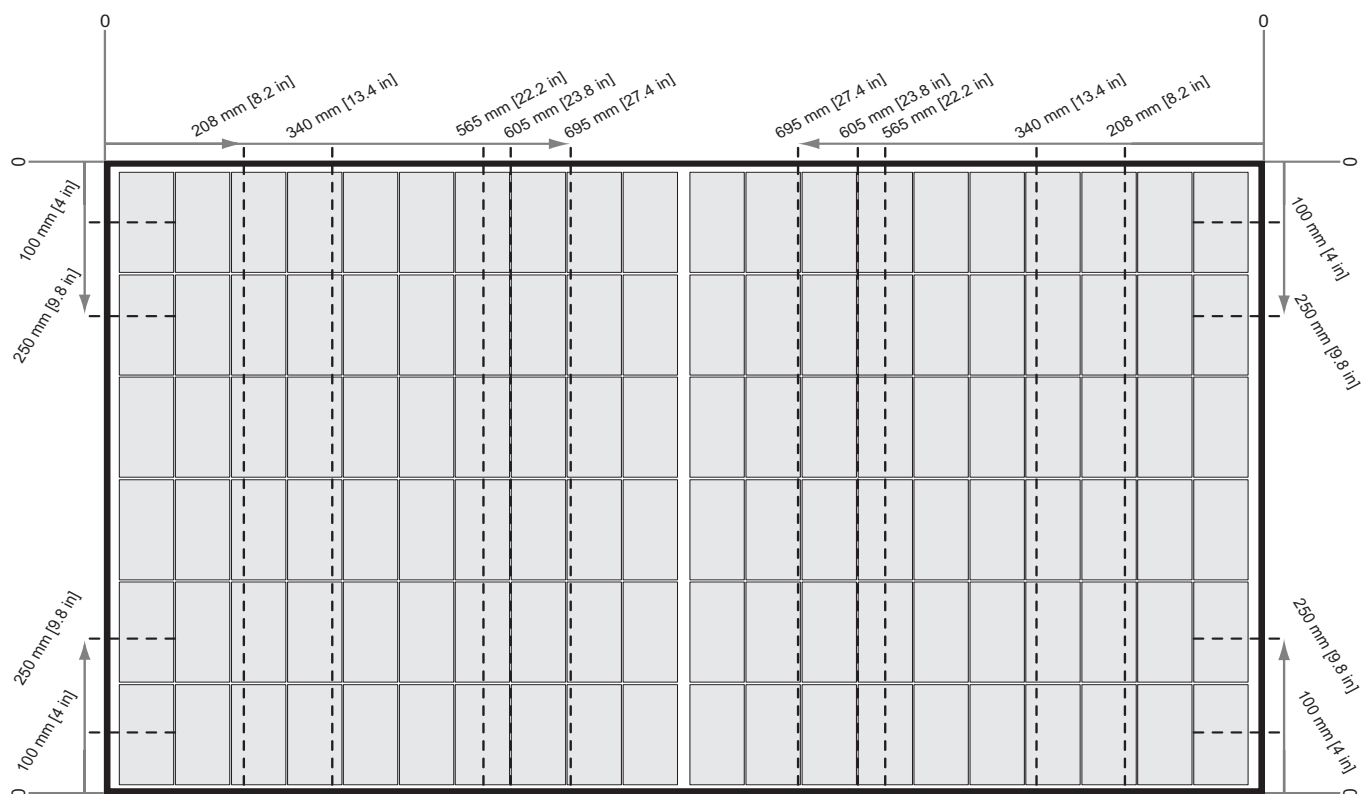 0
0
208 mm [8.2 in]
340 mm [13.4 in]
565 mm [22.2 in]
605 mm [23.8 in]
695 mm [27.4 in]
695 mm [27.4 in]
605 mm [23.8 in]
565 mm [22.2 in]
340 mm [13.4 in]
208 mm [8.2 in]
0
0
100 mm [4 in]
100 mm [4 in]
250 mm [9.8 in]
250 mm [9.8 in]
250 mm [9.8 in]
250 mm [9.8 in]
100 mm [4 in]
100 mm [4 in]
0
0